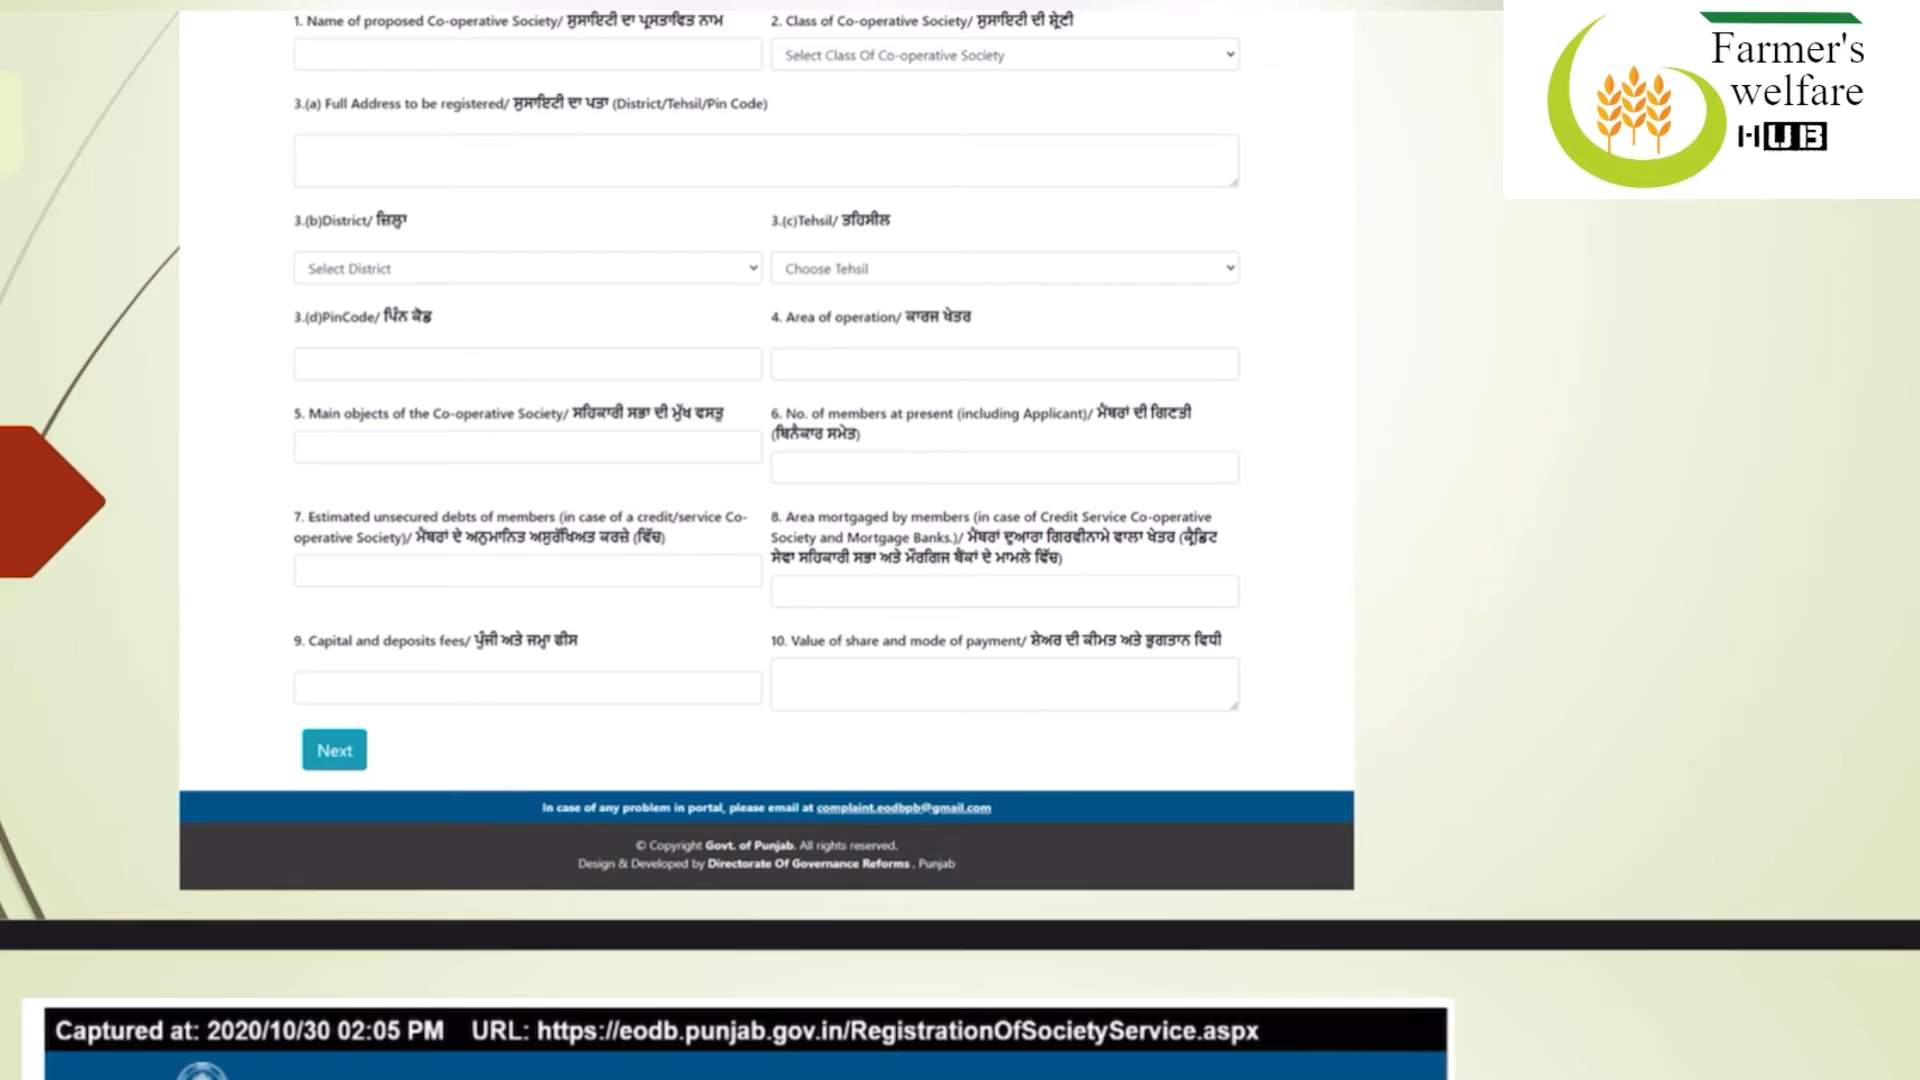 1. Name of proposed Co-operative Society/ ਸੁਸਾਇਟੀ ਦਾ ਪ੍ਰਸਤਾਵਿਤ ਨਾਮ
2. Class of Co-operative Society/ ਸੁਸਾਇਟੀ ਦੀ ਸ਼੍ਰੇਣੀ
Select Class Of Co-operative Society
3.(a) Full Address to be registered/ ਸੁਸਾਇਟੀ ਦਾ ਪਤਾ (District/Tehsil/Pin Code)
3.(b)District/ ਜ਼ਿਲ੍ਹਾ
3.(c)Tehsil/ ਤਹਿਸੀਲ
Select District
Choose Tehsil
3.(d)PinCode/ ਪਿੰਨ ਕੋਡ
4. Area of operation/ ਕਾਰਜ ਖੇਤਰ
5. Main objects of the Co-operative Society/ ਸਹਿਕਾਰੀ ਸਭਾ ਦੀ ਮੁੱਖ ਵਸਤੂ
6. No. of members at present (including Applicant)/ ਮੈਂਬਰਾਂ ਦੀ ਗਿਣਤੀ
(ਬਿਨੈਕਾਰ ਸਮੇਤ)
7. Estimated unsecured debts of members (in case of a credit/service Co-
operative Society)/ ਮੈਂਬਰਾਂ ਦੇ ਅਨੁਮਾਨਿਤ ਅਸੁਰੱਖਿਅਤ ਕਰਜ਼ੇ (ਵਿੱਚ)
8. Area mortgaged by members (in case of Credit Service Co-operative
Society and Mortgage Banks.)/ ਮੈਂਬਰਾਂ ਦੁਆਰਾ ਗਿਰਵੀਨਾਮੇ ਵਾਲਾ ਖੇਤਰ (ਕ੍ਰੈਡਿਟ
ਸੇਵਾ ਸਹਿਕਾਰੀ ਸਭਾ ਅਤੇ ਮੌਰਗਿਜ ਬੈਂਕਾਂ ਦੇ ਮਾਮਲੇ ਵਿੱਚ)
9. Capital and deposits fees/ ਪੂੰਜੀ ਅਤੇ ਜਮ੍ਹਾ ਫੀਸ
10. Value of share and mode of payment/ ਸ਼ੇਅਰ ਦੀ ਕੀਮਤ ਅਤੇ ਭੁਗਤਾਨ ਵਿਧੀ
Next
In case of any problem in portal, please email at complaint.eodbpb@gmail.com
© Copyright Govt. of Punjab. All rights reserved.
Design & Developed by Directorate Of Governance Reforms , Punjab
Captured at: 2020/10/30 02:05 PM URL: https://eodb.punjab.gov.in/RegistrationOfSocietyService.aspx
Farmer's
welfare
HUB